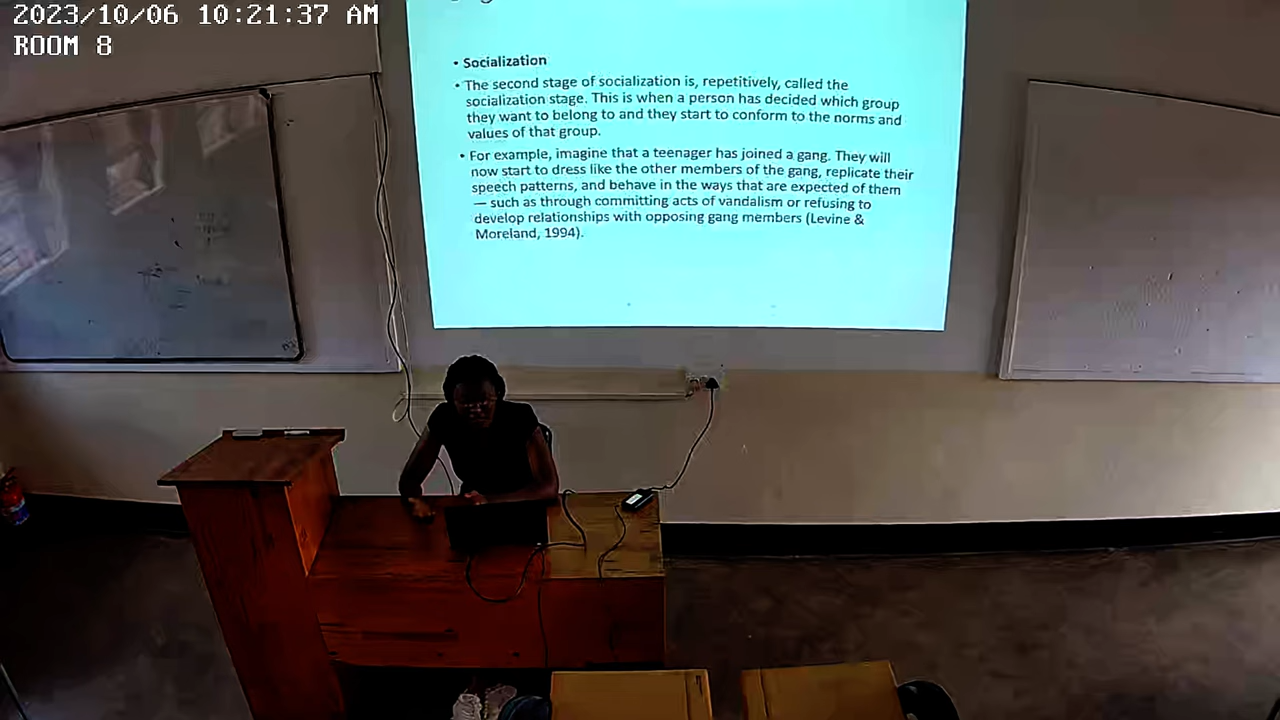 2023/10/06 10:21:37 AM
ROOM 8
• Socialization
• The second stage of socialization is, repetitively, called the
socialization stage. This is when a person has decided which group
they want to belong to and they start to conform to the norms and
values of that group.
• For example, imagine that a teenager has joined a gang. They will
now start to dress like the other members of the gang, replicate their
speech patterns, and behave in the ways that are expected of them
— such as through committing acts of vandalism or refusing to
develop relationships with opposing gang members (Levine &
Moreland, 1994).